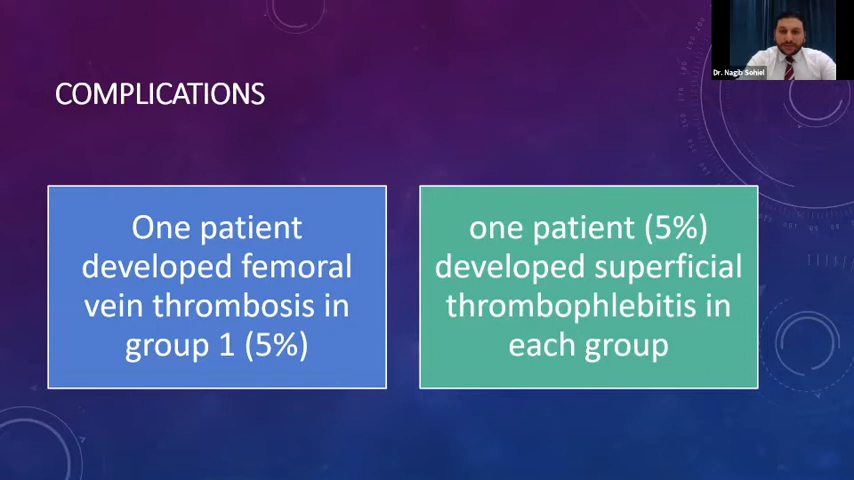 Dr. Nagib Sohiel
COMPLICATIONS
One patient
developed femoral
vein thrombosis in
group 1 (5%)
one patient (5%)
developed superficial
thrombophlebitis in
each group